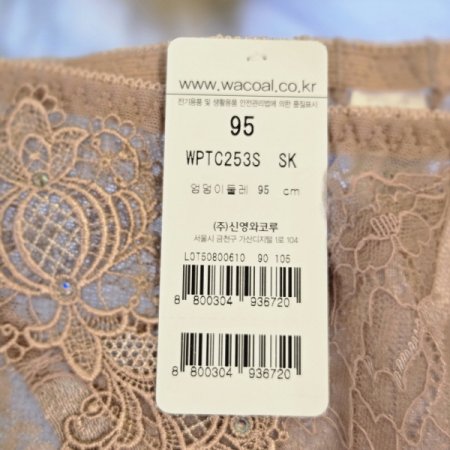 www.wacoal.co.kr
전기용품 및 생활용품 안전관리법에 의한 품질표시
95
WPTC253S SK
엉덩이둘레 95 cm
(주)신영와코루
서울시 금천구 가산디지털 1로 104
LOT50800610 90 105
8 800304 936720
8 800304 936720